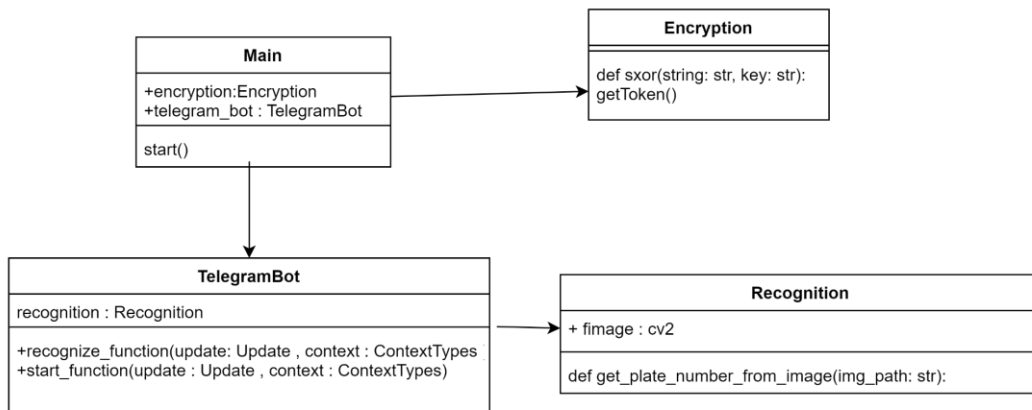 Main
+encryption:Encryption
+telegram_bot : TelegramBot
start()
Encryption
def sxor(string: str, key: str):
getToken()
TelegramBot
recognition : Recognition
+recognize_function(update: Update , context : ContextTypes
+start_function(update : Update , context : ContextTypes)
Recognition
+ fimage : cv2
def get_plate_number_from_image(img_path: str):